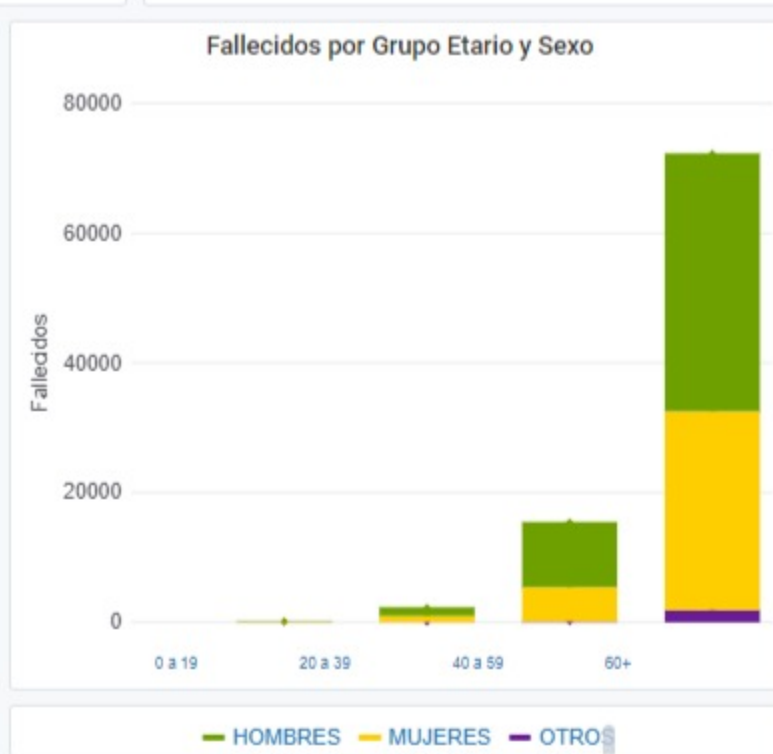 Fallecidos por Grupo Etario y Sexo
80000
60000
40000
20000
0
Fallecidos
0 a 19 20 a 39 40 a 59 60+
HOMBRES MUJERES OTROS